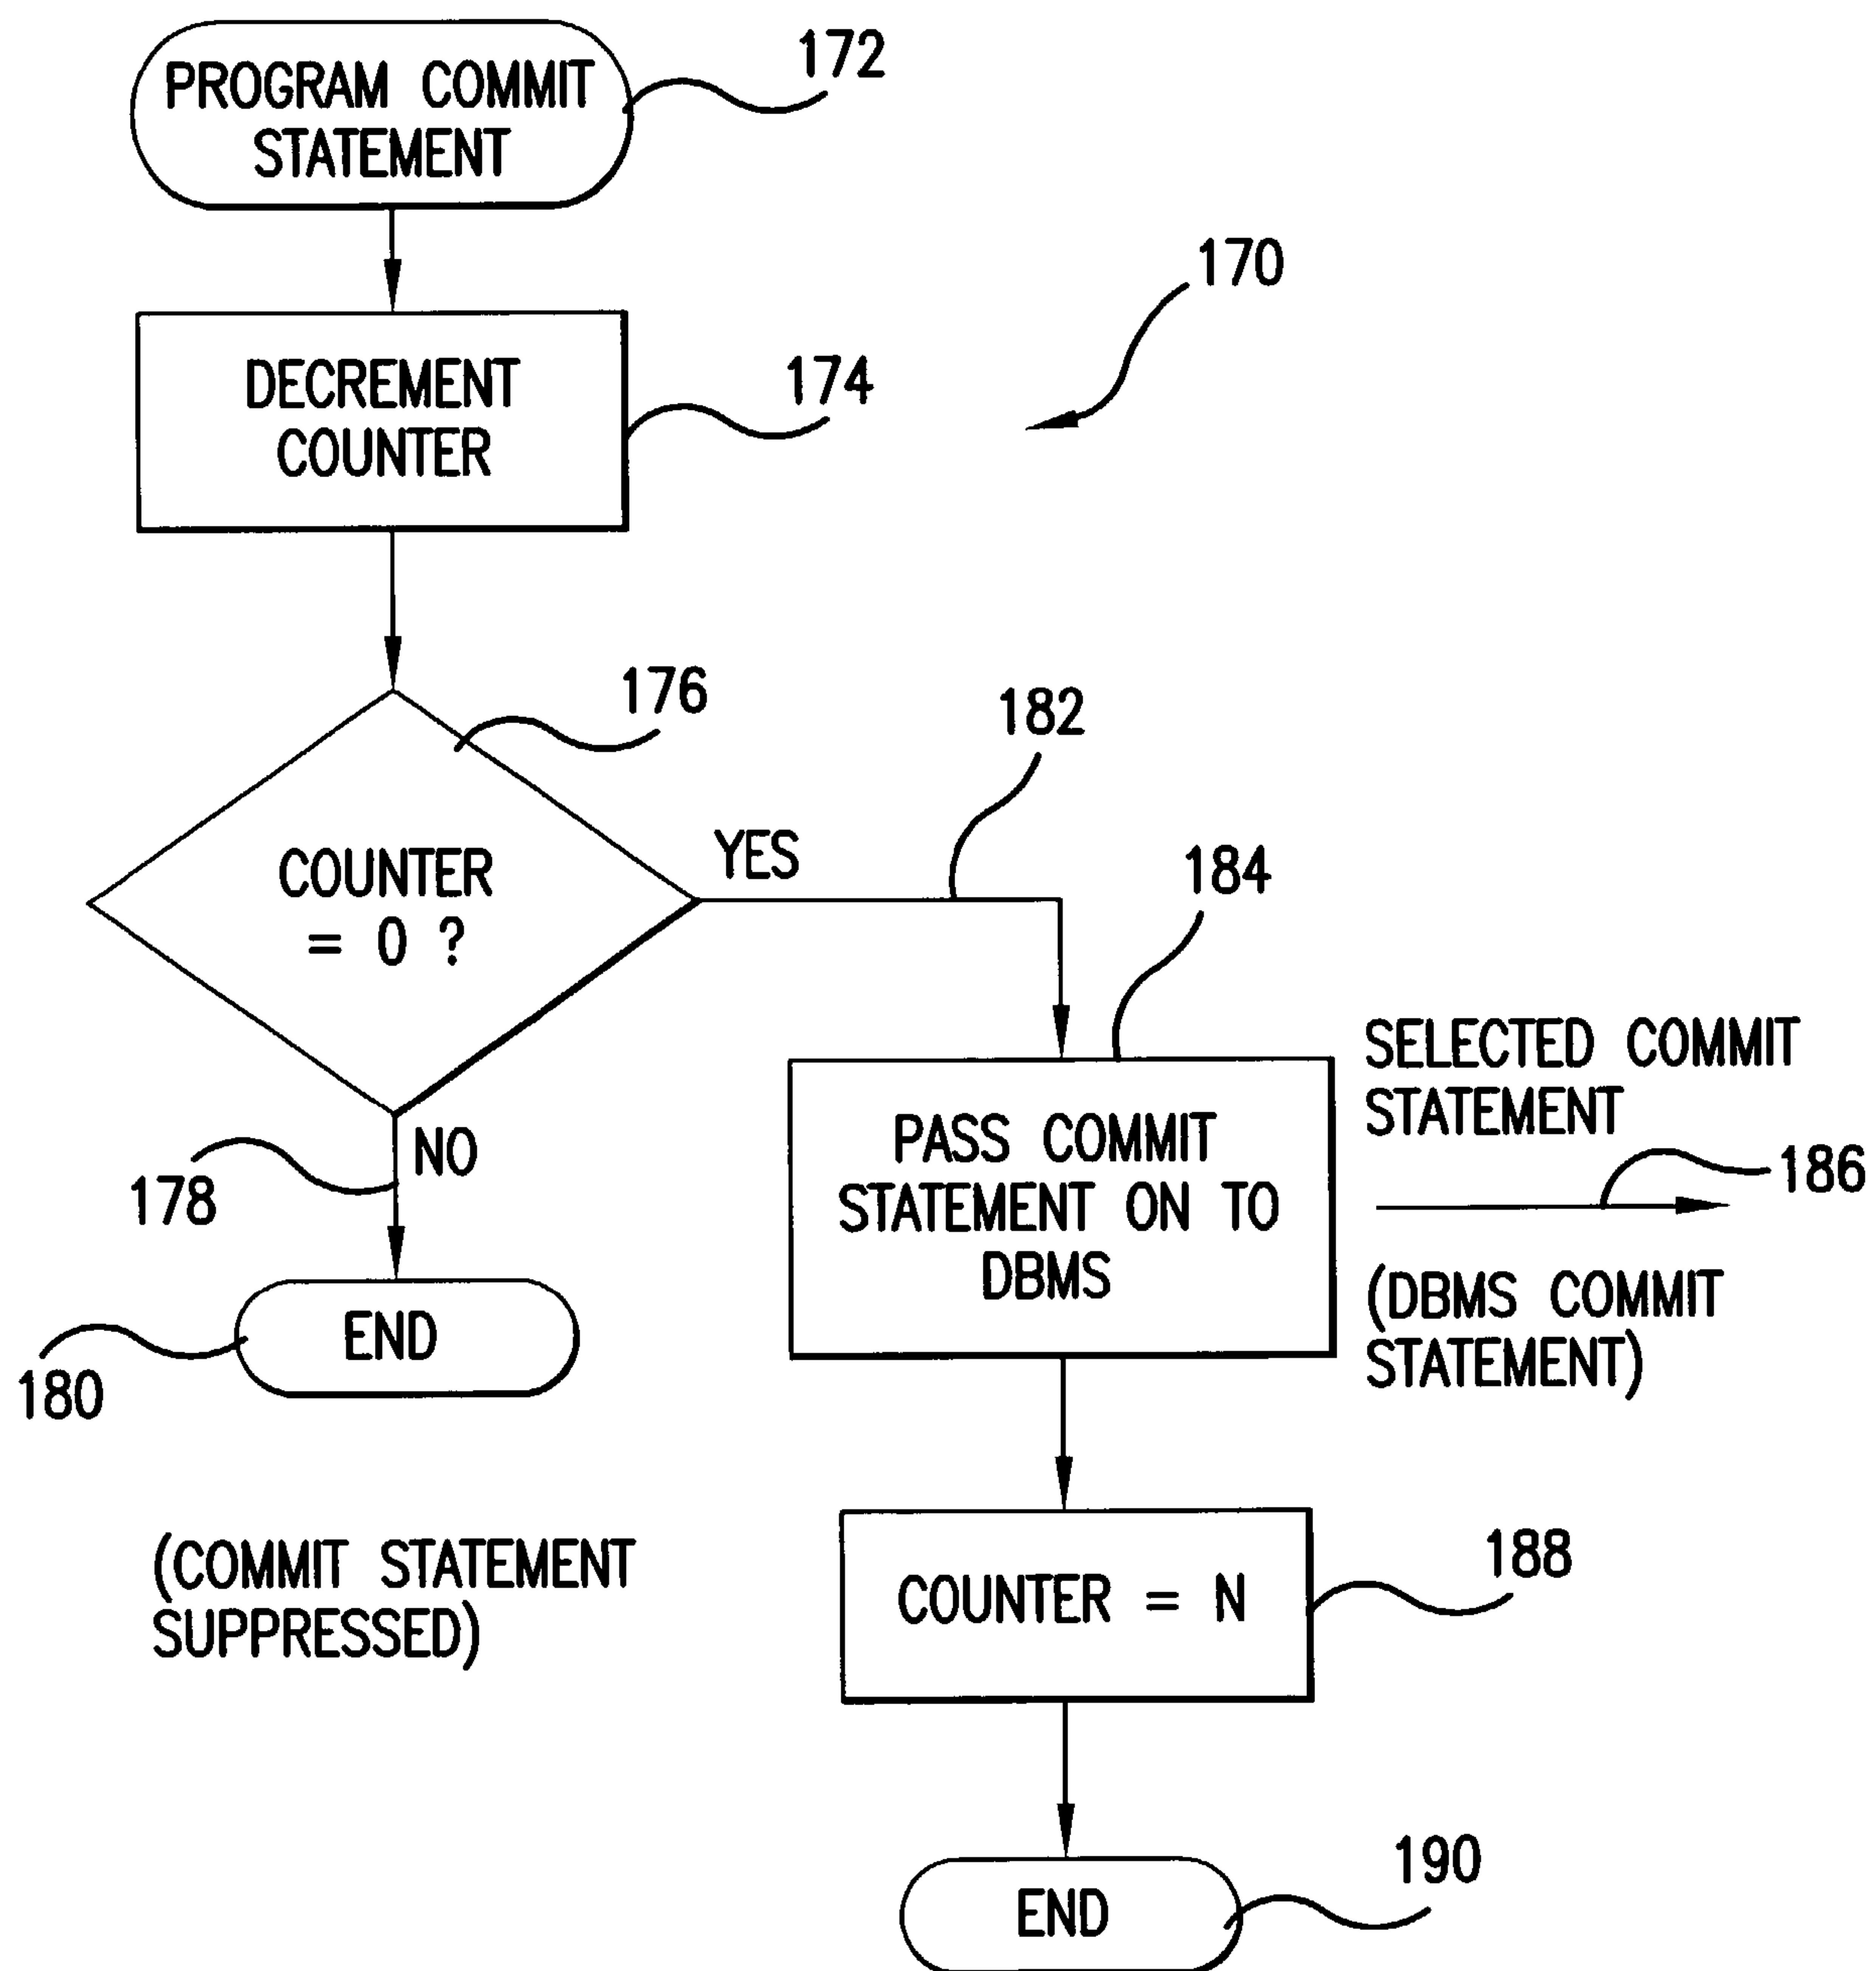 PROGRAM COMMIT
STATEMENT
172
170
DECREMENT
COUNTER
174
176
COUNTER
= 0 ?
YES
182
184
NO
178
END
180
(COMMIT STATEMENT
SUPPRESSED)
PASS COMMIT
STATEMENT ON TO
DBMS
SELECTED COMMIT
STATEMENT
186
(DBMS COMMIT
STATEMENT)
COUNTER = N
188
END
190